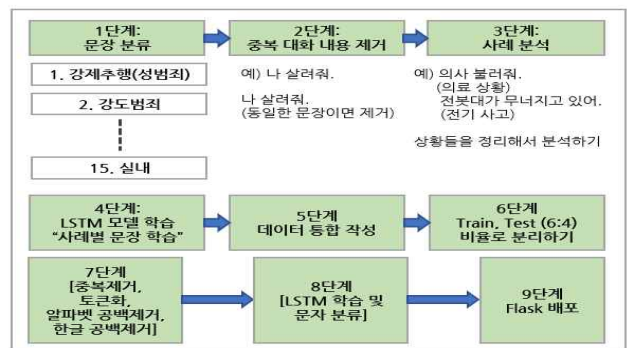 1단계:
문장 분류
2단계:
중복 대화 내용 제거
3단계:
사례 분석
1. 강제추행(성범죄)
2. 강도범죄
15. 실내
예) 나 살려줘.
나 살려줘.
(동일한 문장이면 제거)
예) 의사 불러줘.
(의료 상황)
전봇대가 무너지고 있어.
(전기 사고)
상황들을 정리해서 분석하기
4단계:
LSTM 모델 학습
“사례별 문장 학습”
5단계
데이터 통합 작성
6단계
Train, Test (6:4)
비율로 분리하기
7단계
[중복제거,
토큰화,
알파벳 공백제거,
한글 공백제거]
8단계
[LSTM 학습 및
문자 분류]
9단계
Flask 배포